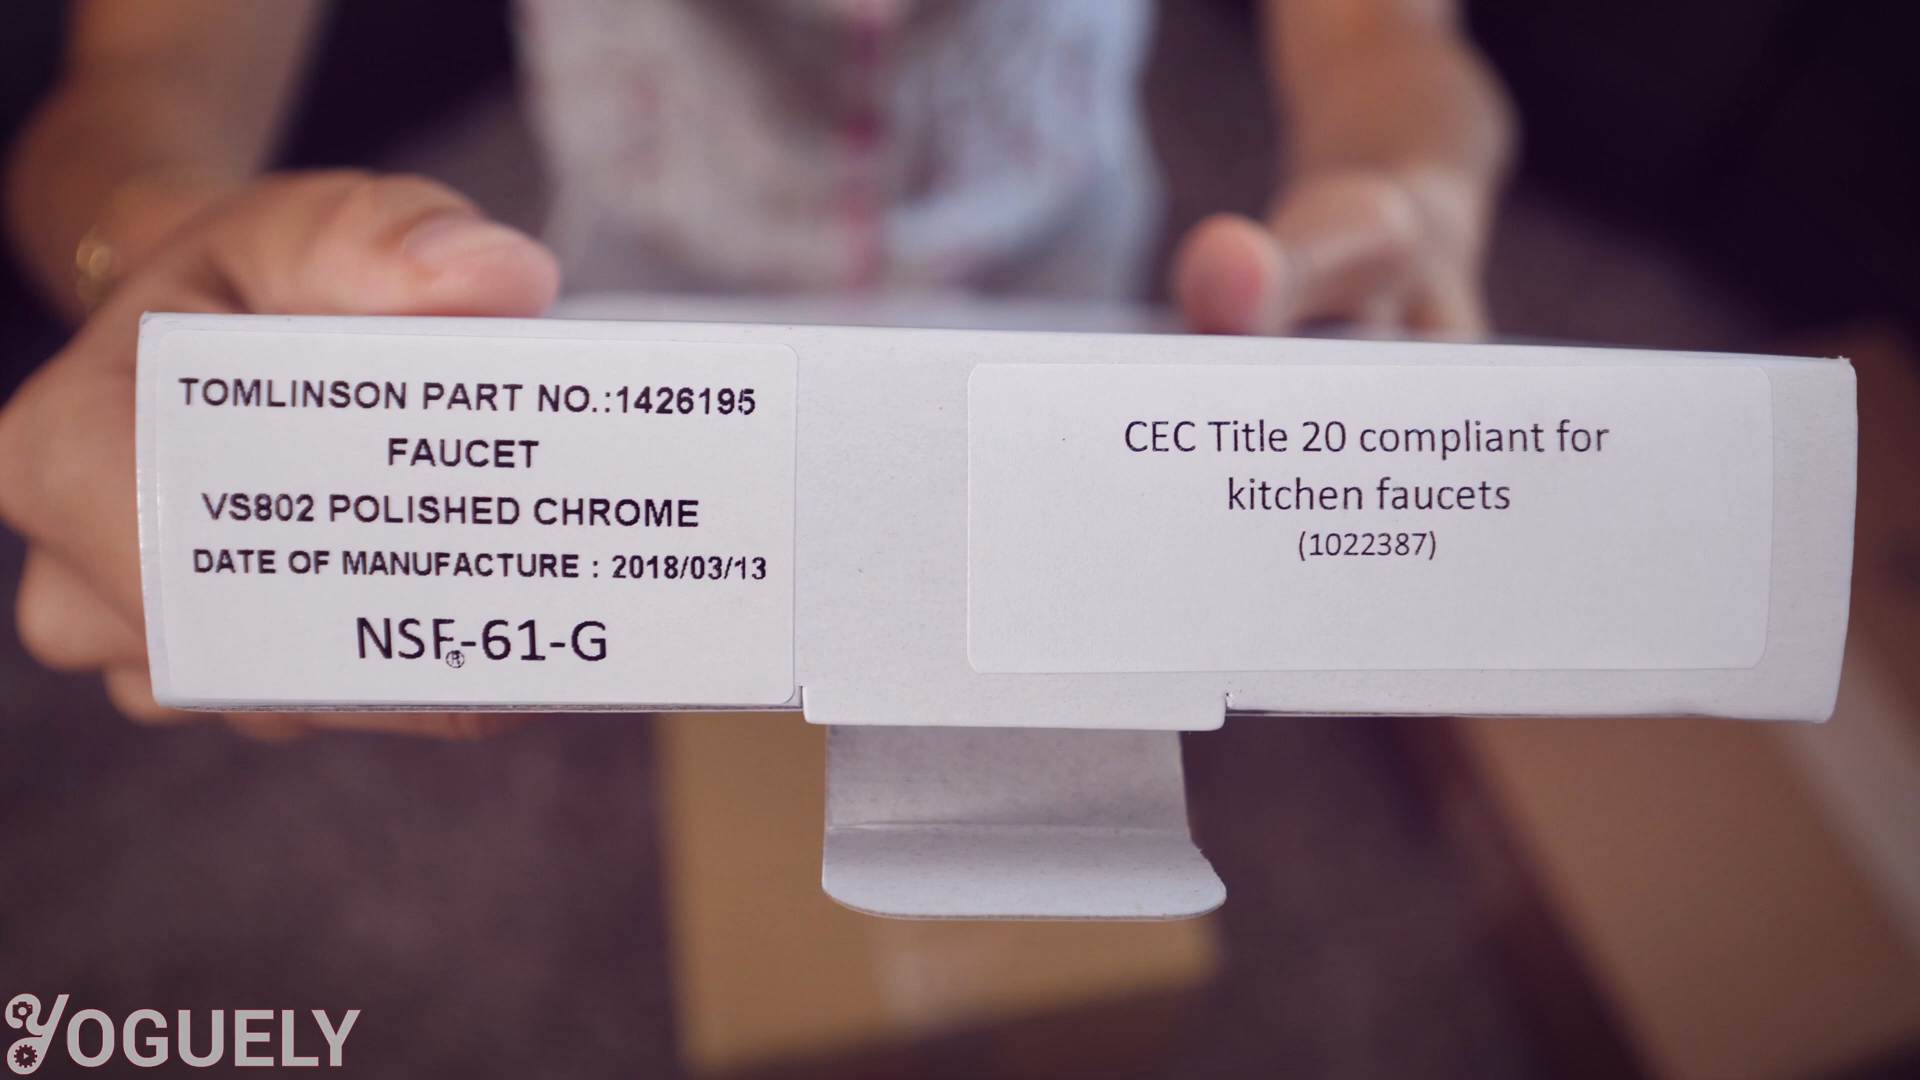 TOMLINSON PART NO.:1426195
FAUCET
VS802 POLISHED CHROME
DATE OF MANUFACTURE : 2018/03/13
NSF®-61-G
CEC Title 20 compliant for
kitchen faucets
(1022387)
YOGUELY